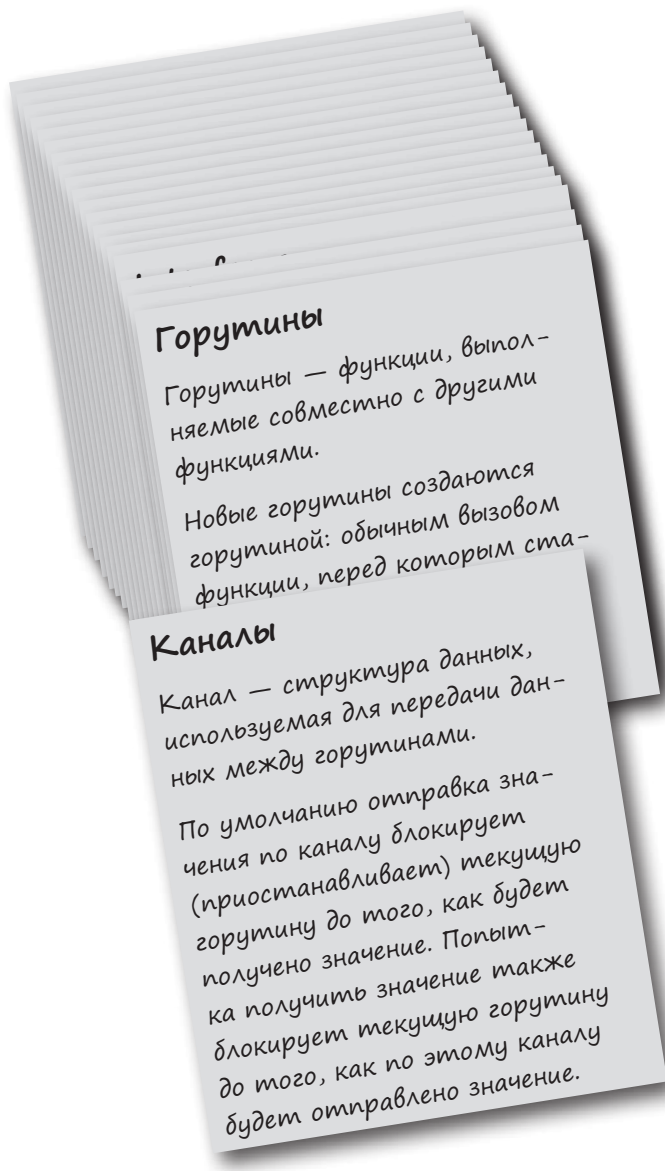 Горутины
Горутины — функции, выпол-
няемые совместно с другими
функциями.
Новые горутины создаются
горутиной: обычным вызовом
функции, перед которым ста-
Каналы
Канал — структура данных,
используемая для передачи дан-
ных между горутинами.
По умолчанию отправка зна-
чения по каналу блокирует
(приостанавливает) текущую
горутину до того, как будет
получено значение. Попыт-
ка получить значение также
блокирует текущую горутину
до того, как по этому каналу
будет отправлено значение.